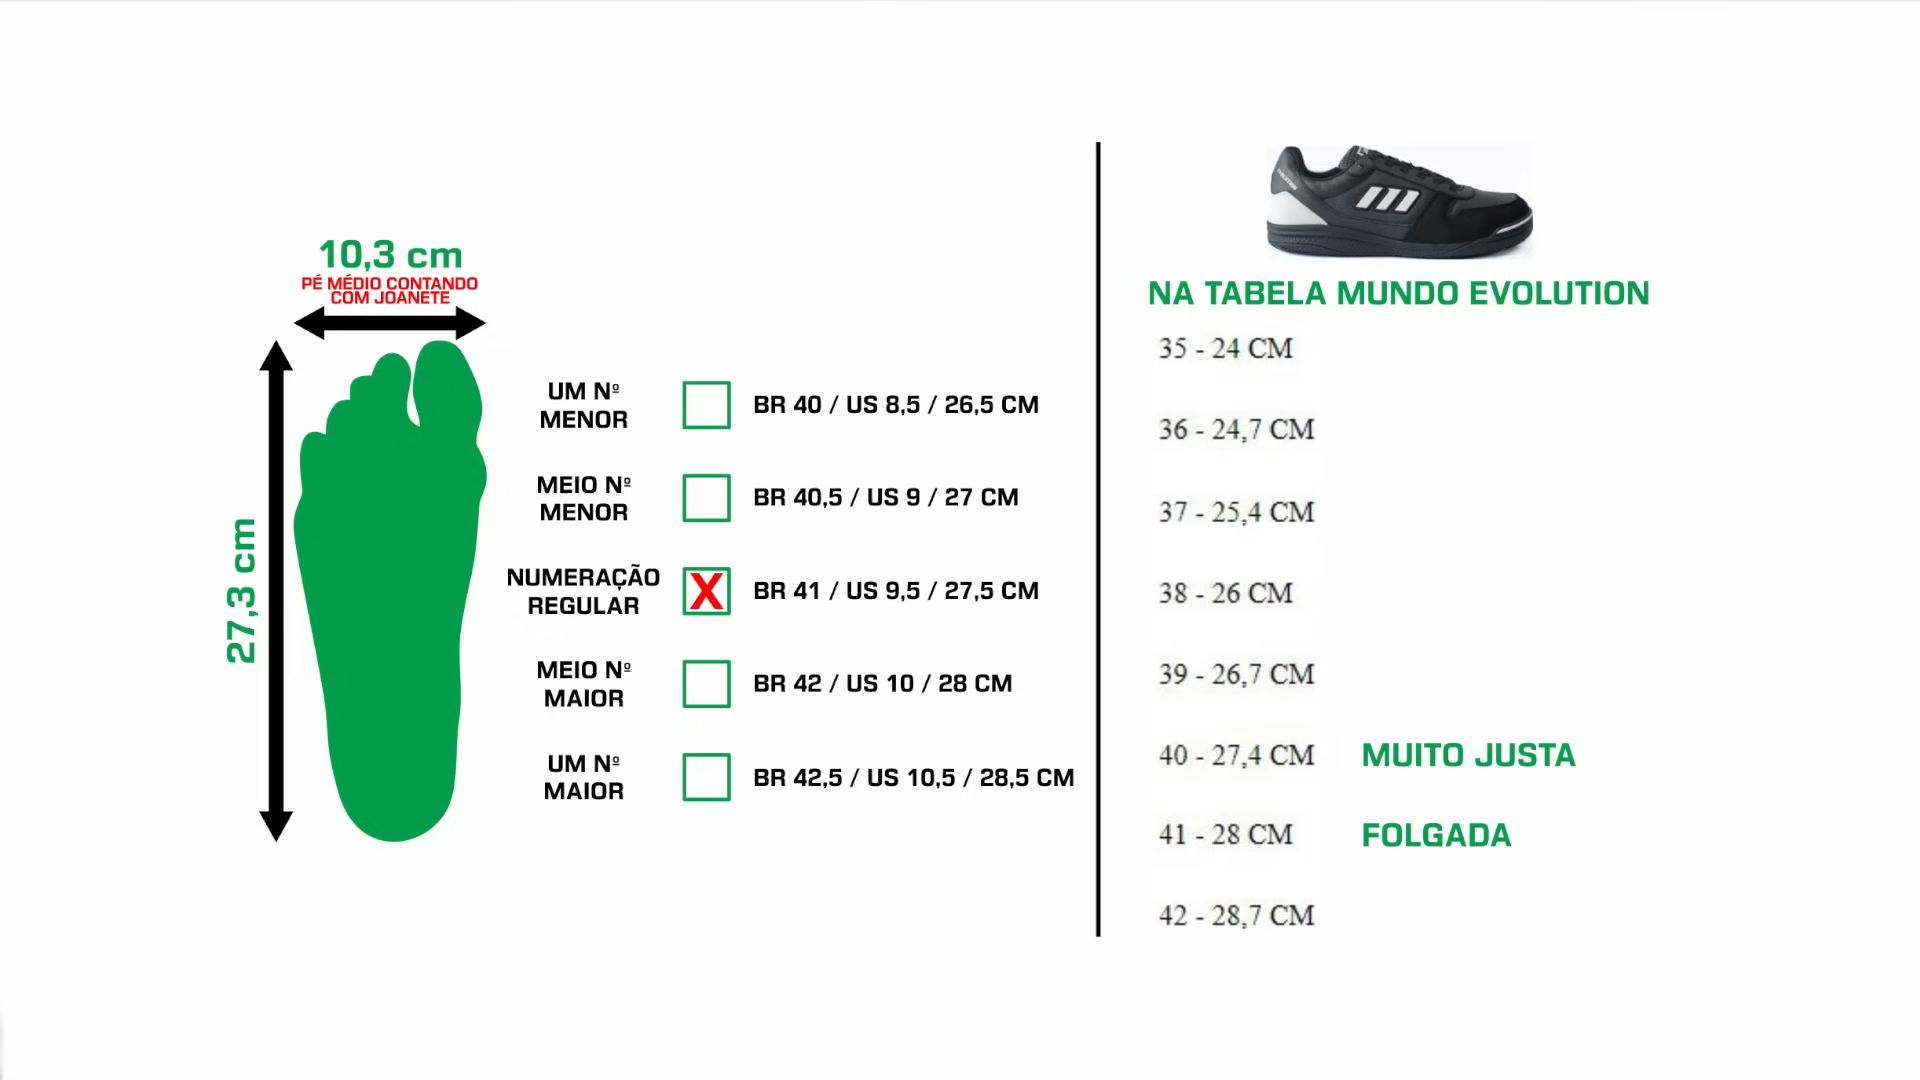 10,3 cm
PÉ MÉDIO CONTANDO
COM JOANETE
27,3 cm
UM Nº
MENOR
BR 40 / US 8,5 / 26,5 CM
MEIO Nº
MENOR
BR 40,5 / US 9 / 27 CM
NUMERAÇÃO
REGULAR
X
BR 41 / US 9,5 / 27,5 CM
MEIO Nº
MAIOR
BR 42 / US 10 / 28 CM
UM Nº
MAIOR
BR 42,5 / US 10,5 / 28,5 CM
NA TABELA MUNDO EVOLUTION
35 - 24 CM
36 - 24,7 CM
37 - 25,4 CM
38 - 26 CM
39 - 26,7 CM
40 - 27,4 CM MUITO JUSTA
41 - 28 CM FOLGADA
42 - 28,7 CM